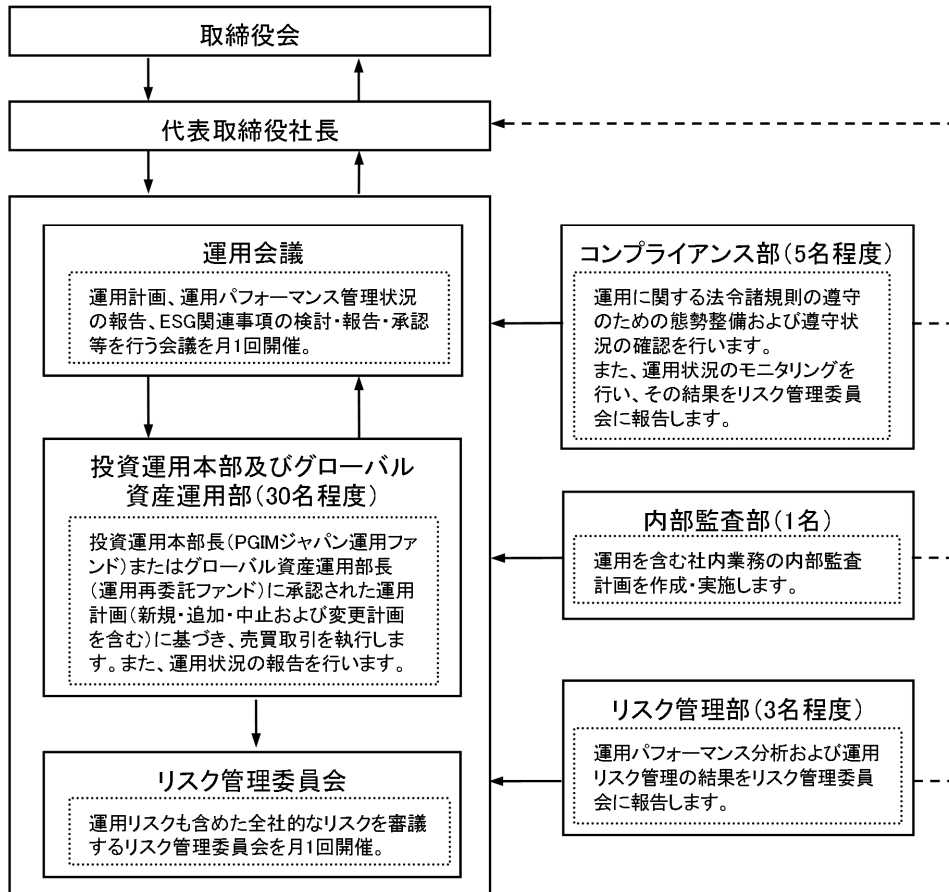 取締役会
代表取締役社長
運用会議
運用計画、運用パフォーマンス管理状況
の報告、ESG関連事項の検討・報告・承認
等を行う会議を月1回開催。
投資運用本部及びグローバル
資産運用部(30名程度)
投資運用本部長(PGIMジャパン運用ファ
ンド)またはグローバル資産運用部長
(運用再委託ファンド)に承認された運用
計画(新規・追加・中止および変更計画
を含む)に基づき、売買取引を執行しま
す。また、運用状況の報告を行います。
リスク管理委員会
運用リスクも含めた全社的なリスクを審議
するリスク管理委員会を月1回開催。
コンプライアンス部(5名程度)
運用に関する法令諸規則の遵守
のための態勢整備および遵守状
況の確認を行います。
また、運用状況のモニタリングを
行い、その結果をリスク管理委員
会に報告します。
内部監査部(1名)
運用を含む社内業務の内部監査
計画を作成・実施します。
リスク管理部(3名程度)
運用パフォーマンス分析および運用
リスク管理の結果をリスク管理委員
会に報告します。